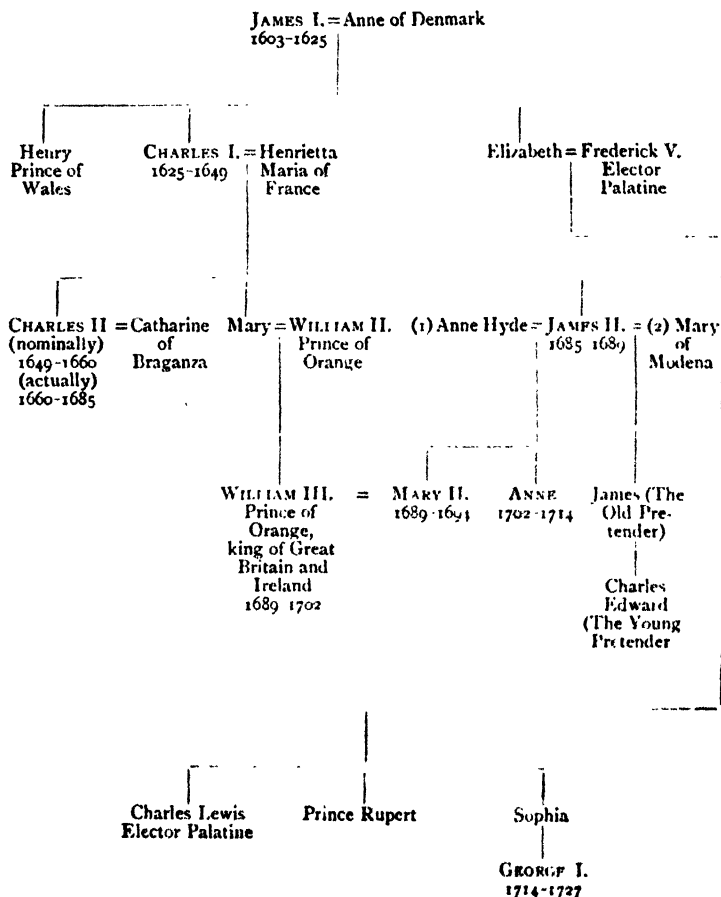 JAMES I. = Anne of Denmark
1603-1625
Henry
Prince of
Wales
CHARLES I. = Henrietta
1625-1649 Maria of
France
Elizabeth = Frederick V.
Elector
Palatine
CHARLES II = Catharine
(nominally) of
1649-1660 Braganza
(actually)
1660-1685
Mary = WILLIAM II.
Prince of
Orange
(1) Anne Hyde = JAMES II. = (2) Mary
1685 1689 of
Modena
WILLIAM III. = MARY II.
Prince of 1689-1694
Orange,
king of Great
Britain and
Ireland
1689 1702
ANNE
1702-1714
James (The
Old Pre-
tender)
Charles
Edward
(The Young
Pretender
Charles Lewis
Elector Palatine
Prince Rupert
Sophia
GEORGE I.
1714-1727